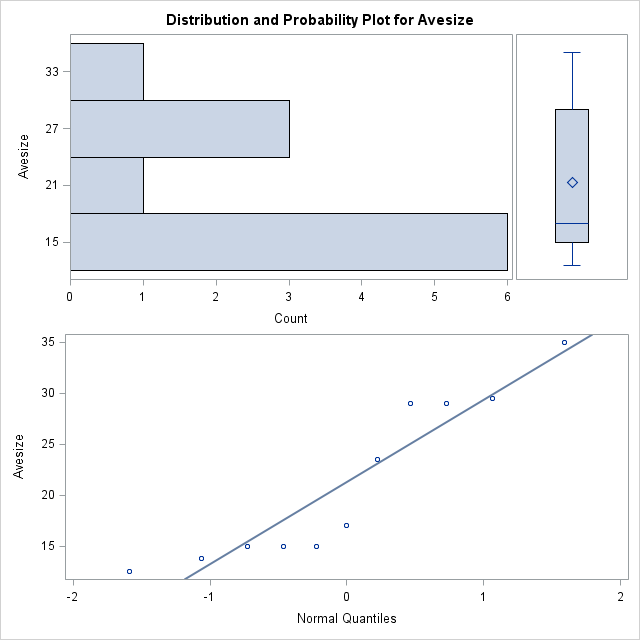 Distribution and Probability Plot for Avesize
Avesize
33
27
21
15
0 1 2 3 4 5 6
Count
Avesize
35
30
25
20
15
-2 -1 0 1 2
Normal Quantiles